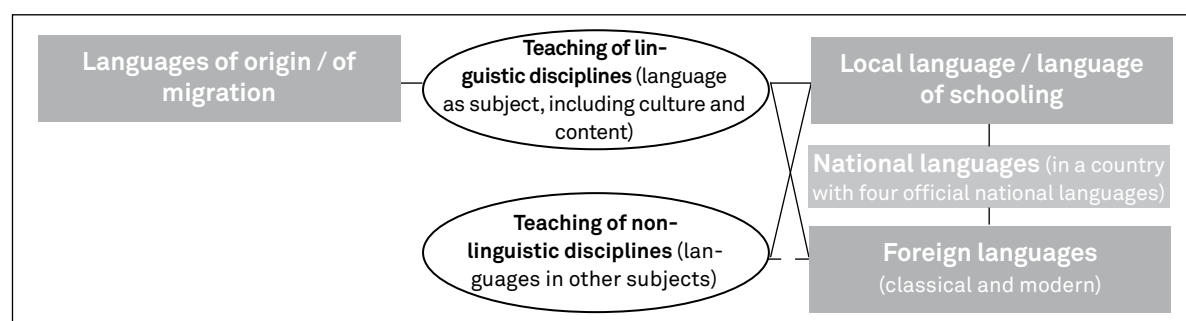 Languages of origin / of
migration
Teaching of lin-
guistic disciplines (language
as subject, including culture and
content)
Local language / language
of schooling
National languages (in a country
with four official national languages)
Teaching of non-
linguistic disciplines (lan-
guages in other subjects)
Foreign languages
(classical and modern)